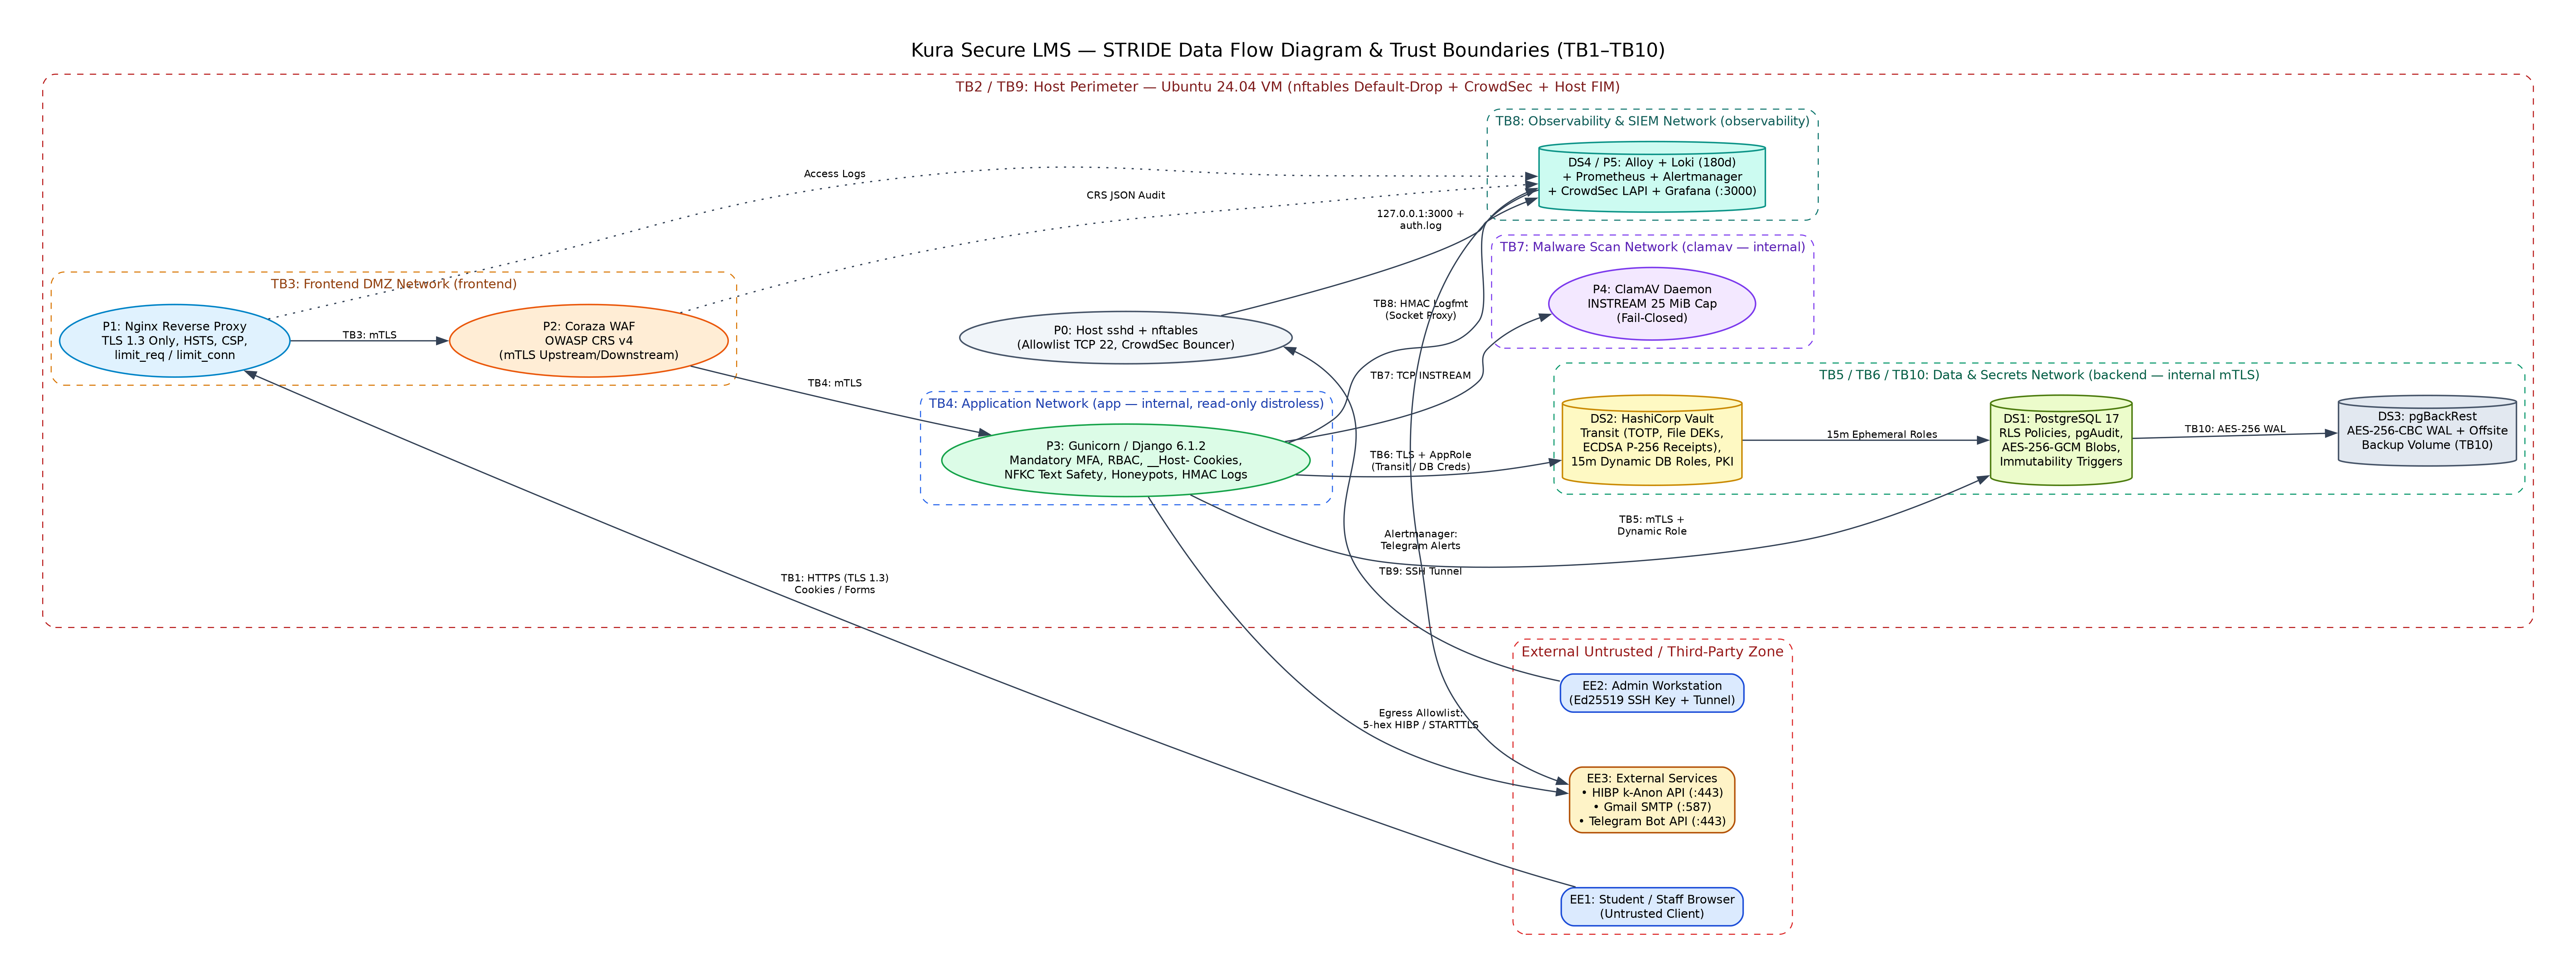 Kura Secure LMS — STRIDE Data Flow Diagram & Trust Boundaries (TB1–TB10)
TB2 / TB9: Host Perimeter — Ubuntu 24.04 VM (nftables Default-Drop + CrowdSec + Host FIM)
TB8: Observability & SIEM Network (observability)
DS4 / P5: Alloy + Loki (180d)
+ Prometheus + Alertmanager
+ CrowdSec LAPI + Grafana (:3000)
Access Logs
CRS JSON Audit
127.0.0.1:3000 +
auth.log
TB7: Malware Scan Network (clamav — internal)
P4: ClamAV Daemon
INSTREAM 25 MiB Cap
(Fail-Closed)
TB3: Frontend DMZ Network (frontend)
P1: Nginx Reverse Proxy
TLS 1.3 Only, HSTS, CSP,
limit_req / limit_conn
TB3: mTLS
P2: Coraza WAF
OWASP CRS v4
(mTLS Upstream/Downstream)
P0: Host sshd + nftables
(Allowlist TCP 22, CrowdSec Bouncer)
TB8: HMAC Logfmt
(Socket Proxy)
TB7: TCP INSTREAM
TB4: mTLS
TB4: Application Network (app — internal, read-only distroless)
P3: Gunicorn / Django 6.1.2
Mandatory MFA, RBAC, __Host- Cookies,
NFKC Text Safety, Honeypots, HMAC Logs
TB6: TLS + AppRole
(Transit / DB Creds)
TB5 / TB6 / TB10: Data & Secrets Network (backend — internal mTLS)
DS2: HashiCorp Vault
Transit (TOTP, File DEKs,
ECDSA P-256 Receipts),
15m Dynamic DB Roles, PKI
15m Ephemeral Roles
DS1: PostgreSQL 17
RLS Policies, pgAudit,
AES-256-GCM Blobs,
Immutability Triggers
TB10: AES-256 WAL
DS3: pgBackRest
AES-256-CBC WAL + Offsite
Backup Volume (TB10)
TB5: mTLS +
Dynamic Role
Alertmanager:
Telegram Alerts
TB9: SSH Tunnel
TB1: HTTPS (TLS 1.3)
Cookies / Forms
External Untrusted / Third-Party Zone
EE2: Admin Workstation
(Ed25519 SSH Key + Tunnel)
Egress Allowlist:
5-hex HIBP / STARTTLS
EE3: External Services
• HIBP k-Anon API (:443)
• Gmail SMTP (:587)
• Telegram Bot API (:443)
EE1: Student / Staff Browser
(Untrusted Client)